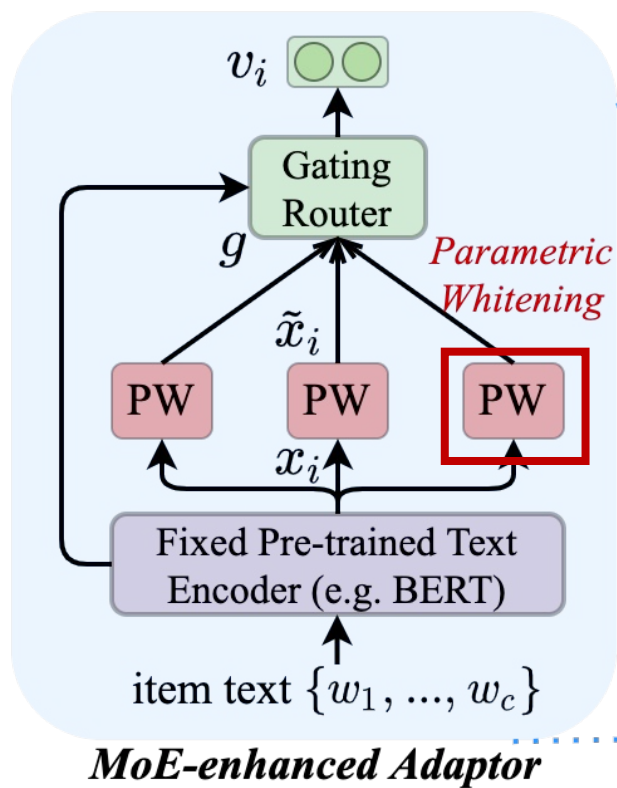 v_i
Gating
Router
g
Parametric
Whitening
x̃_i
PW PW PW
x_i
Fixed Pre-trained Text
Encoder (e.g. BERT)
item text {w_1, ..., w_c}
MoE-enhanced Adaptor